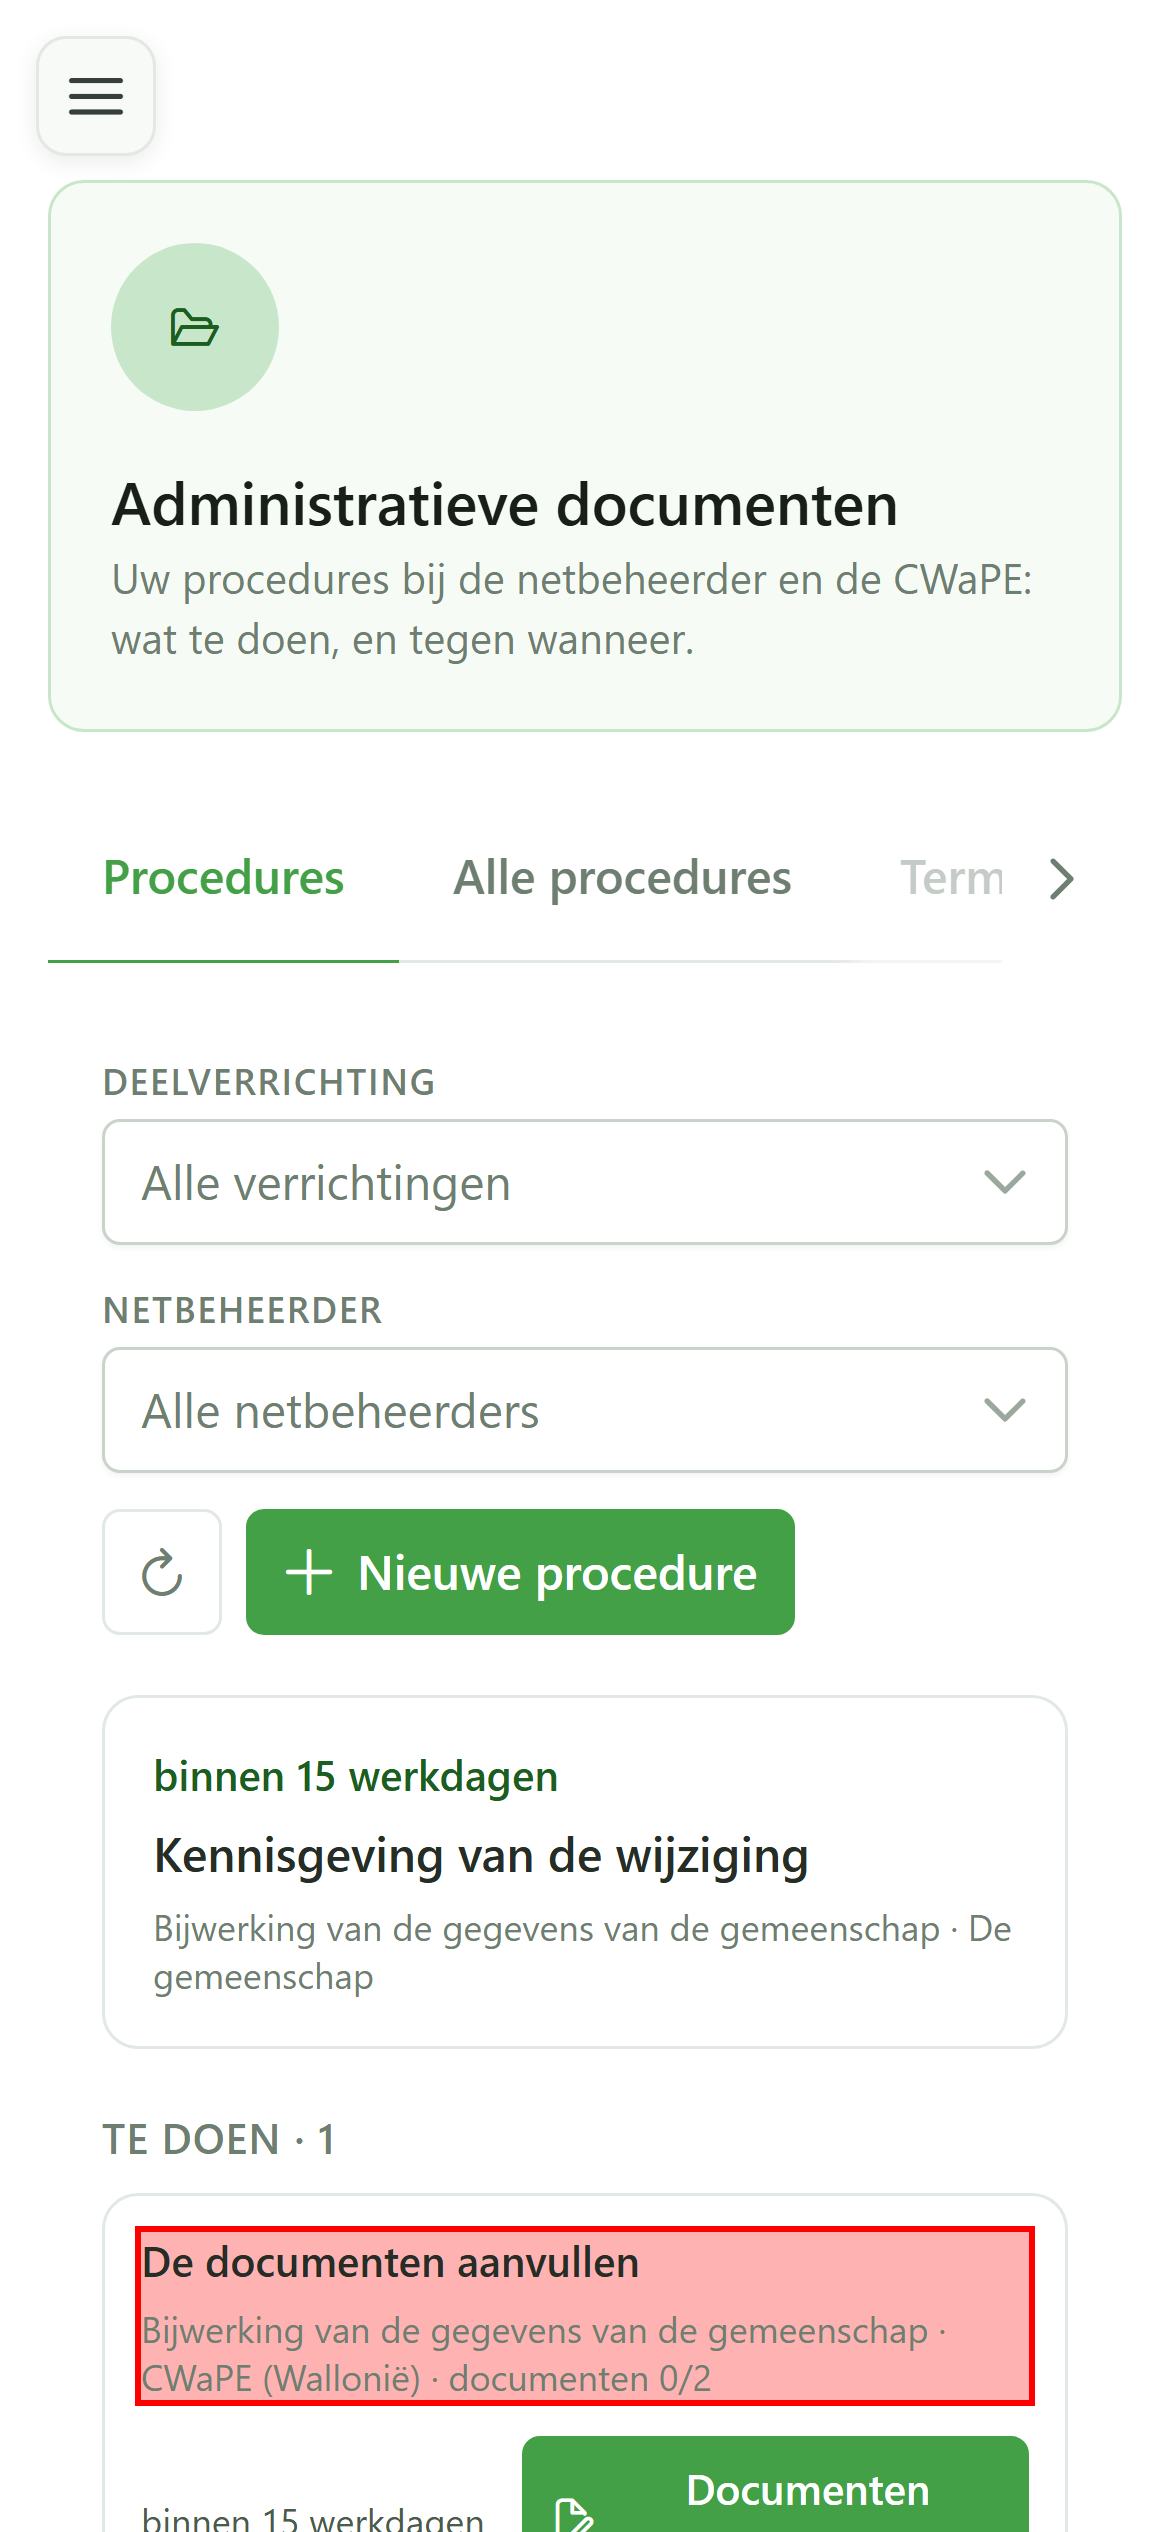 Administratieve documenten
Uw procedures bij de netbeheerder en de CWaPE:
wat te doen, en tegen wanneer.
Procedures
Alle procedures
Term
DEELVERRICHTING
Alle verrichtingen
NETBEHEERDER
Alle netbeheerders
Nieuwe procedure
binnen 15 werkdagen
Kennisgeving van de wijziging
Bijwerking van de gegevens van de gemeenschap · De
gemeenschap
TE DOEN · 1
De documenten aanvullen
Bijwerking van de gegevens van de gemeenschap ·
CWaPE (Wallonië) · documenten 0/2
Documenten
binnen 15 werkdagen